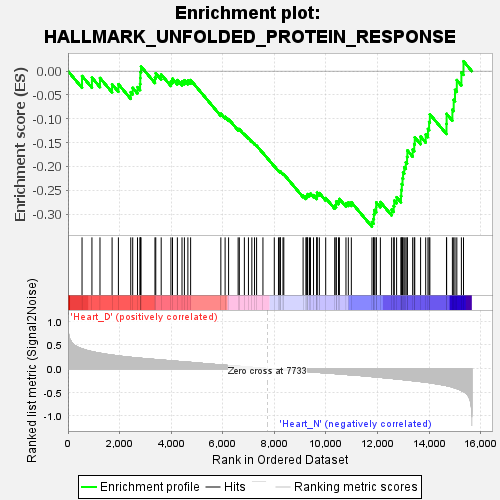 Enrichment plot:
HALLMARK_UNFOLDED_PROTEIN_RESPONSE
Enrichment score (ES)
0.00
-0.05
-0.10
-0.15
-0.20
-0.25
-0.30
'Heart_D' (positively correlated)
Ranked list metric (Signal2Noise)
1.0
0.5
0.0
-0.5
-1.0
Zero cross at 7733
'Heart_N' (negatively correlated)
0
2,000
4,000
6,000
8,000
10,000
12,000
14,000
16,000
Rank in Ordered Dataset
Enrichment profile
Hits
Ranking metric scores